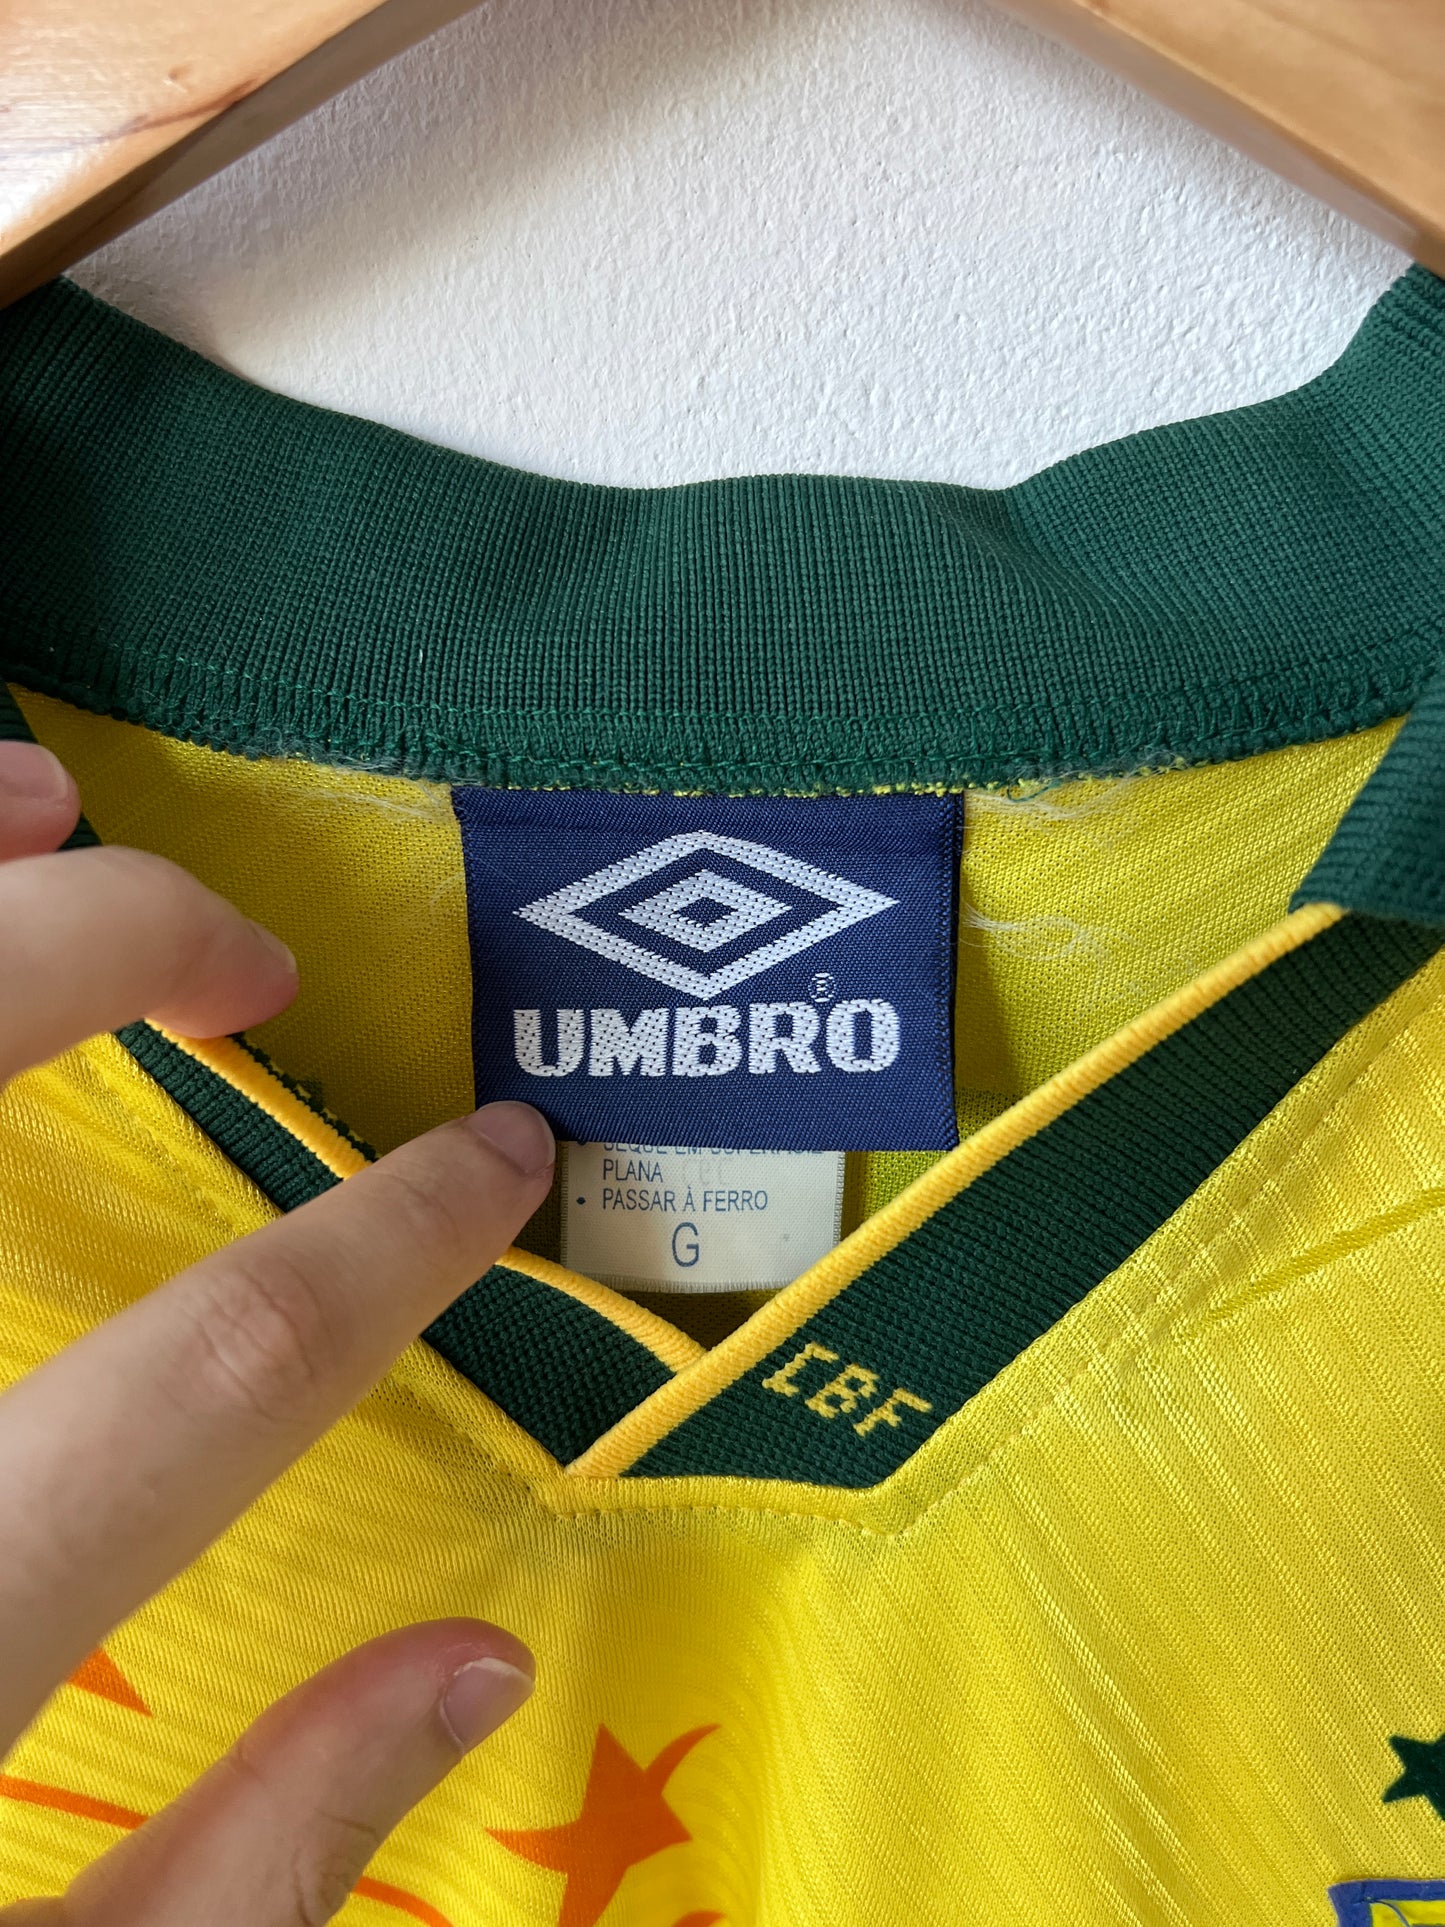 UMBRO®
PLANA
• PASSAR À FERRO
G
CBF